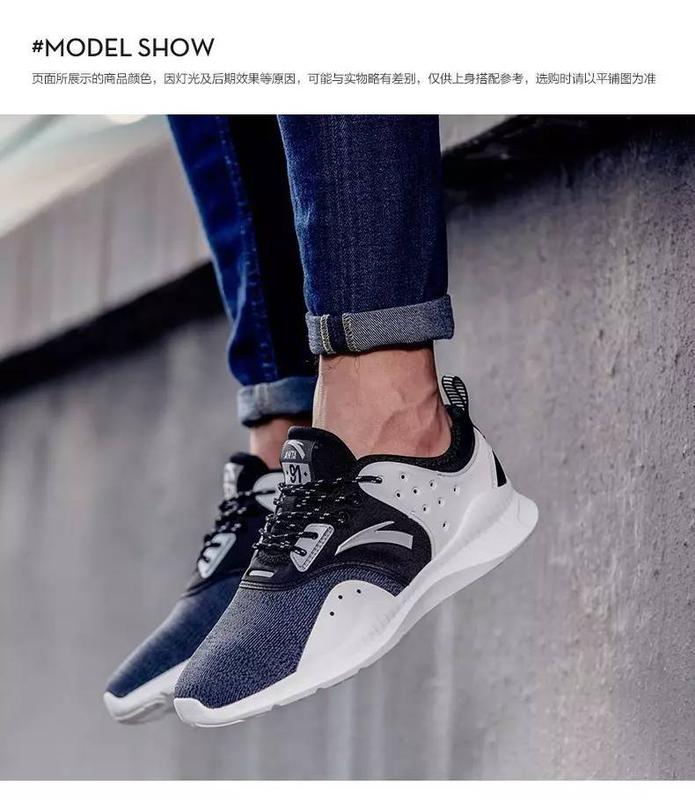 #MODEL SHOW
页面所展示的商品颜色，因灯光及后期效果等原因，可能与实物略有差别，仅供上身搭配参考，选购时请以平铺图为准
ANTA
91